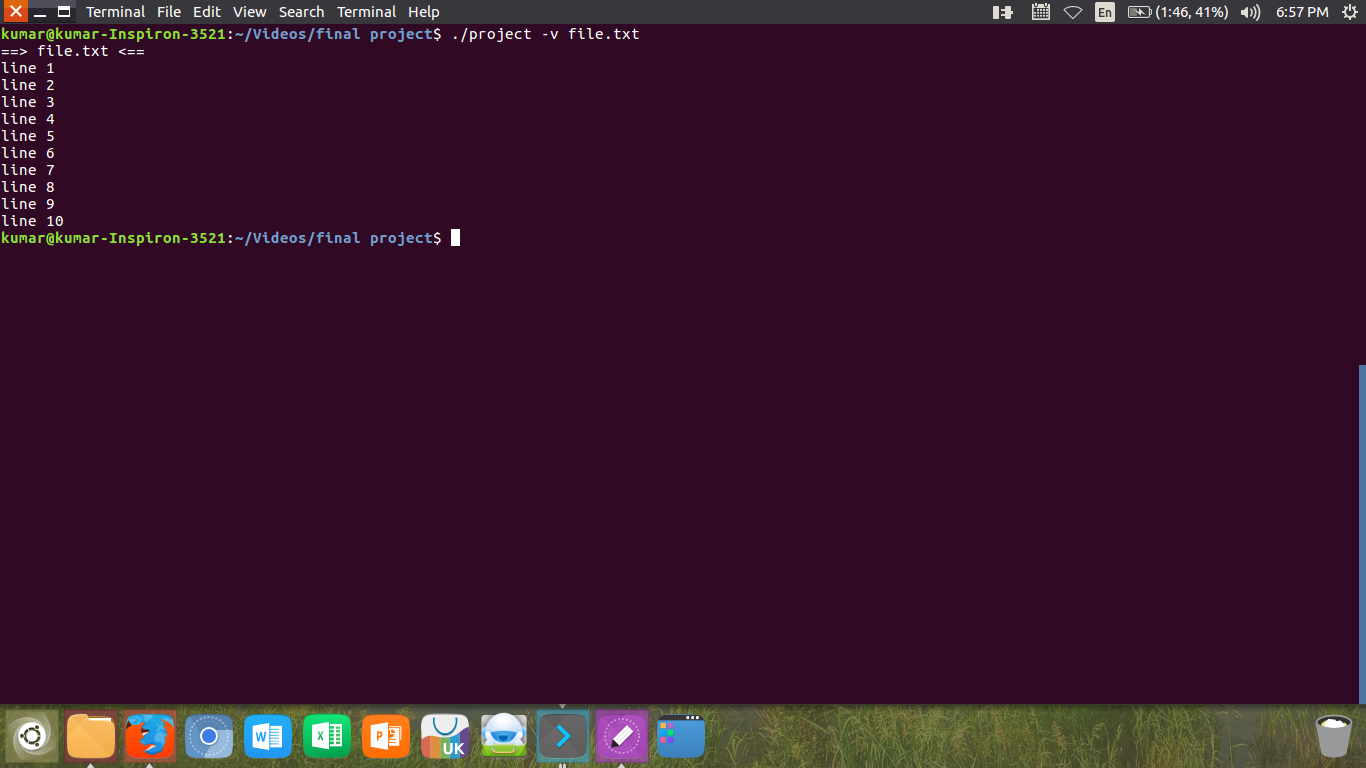 Terminal File Edit View Search Terminal Help En (1:46, 41%) 6:57 PM
kumar@kumar-Inspiron-3521:~/Videos/final project$ ./project -v file.txt
==> file.txt <==
line 1
line 2
line 3
line 4
line 5
line 6
line 7
line 8
line 9
line 10
kumar@kumar-Inspiron-3521:~/Videos/final project$
W X P UK